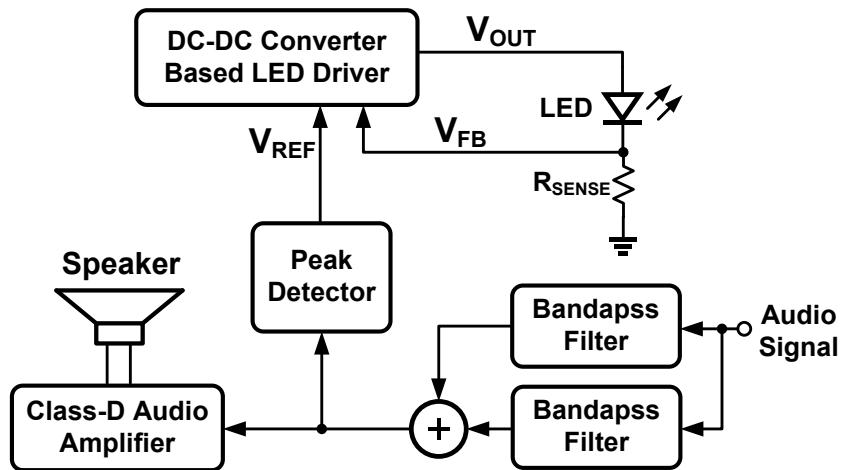 DC-DC Converter
Based LED Driver
VOUT
LED
VFB
VREF
RSENSE
Speaker
Peak
Detector
Bandapss
Filter
Audio
Signal
Class-D Audio
Amplifier
+
Bandapss
Filter